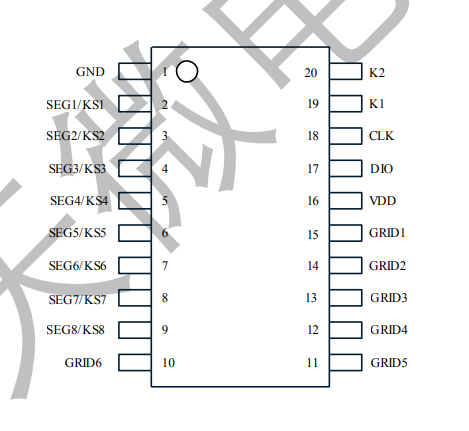 GND 1 20 K2
SEG1/KS1 2 19 K1
SEG2/KS2 3 18 CLK
SEG3/KS3 4 17 DIO
SEG4/KS4 5 16 VDD
SEG5/KS5 6 15 GRID1
SEG6/KS6 7 14 GRID2
SEG7/KS7 8 13 GRID3
SEG8/KS8 9 12 GRID4
GRID6 10 11 GRID5
微